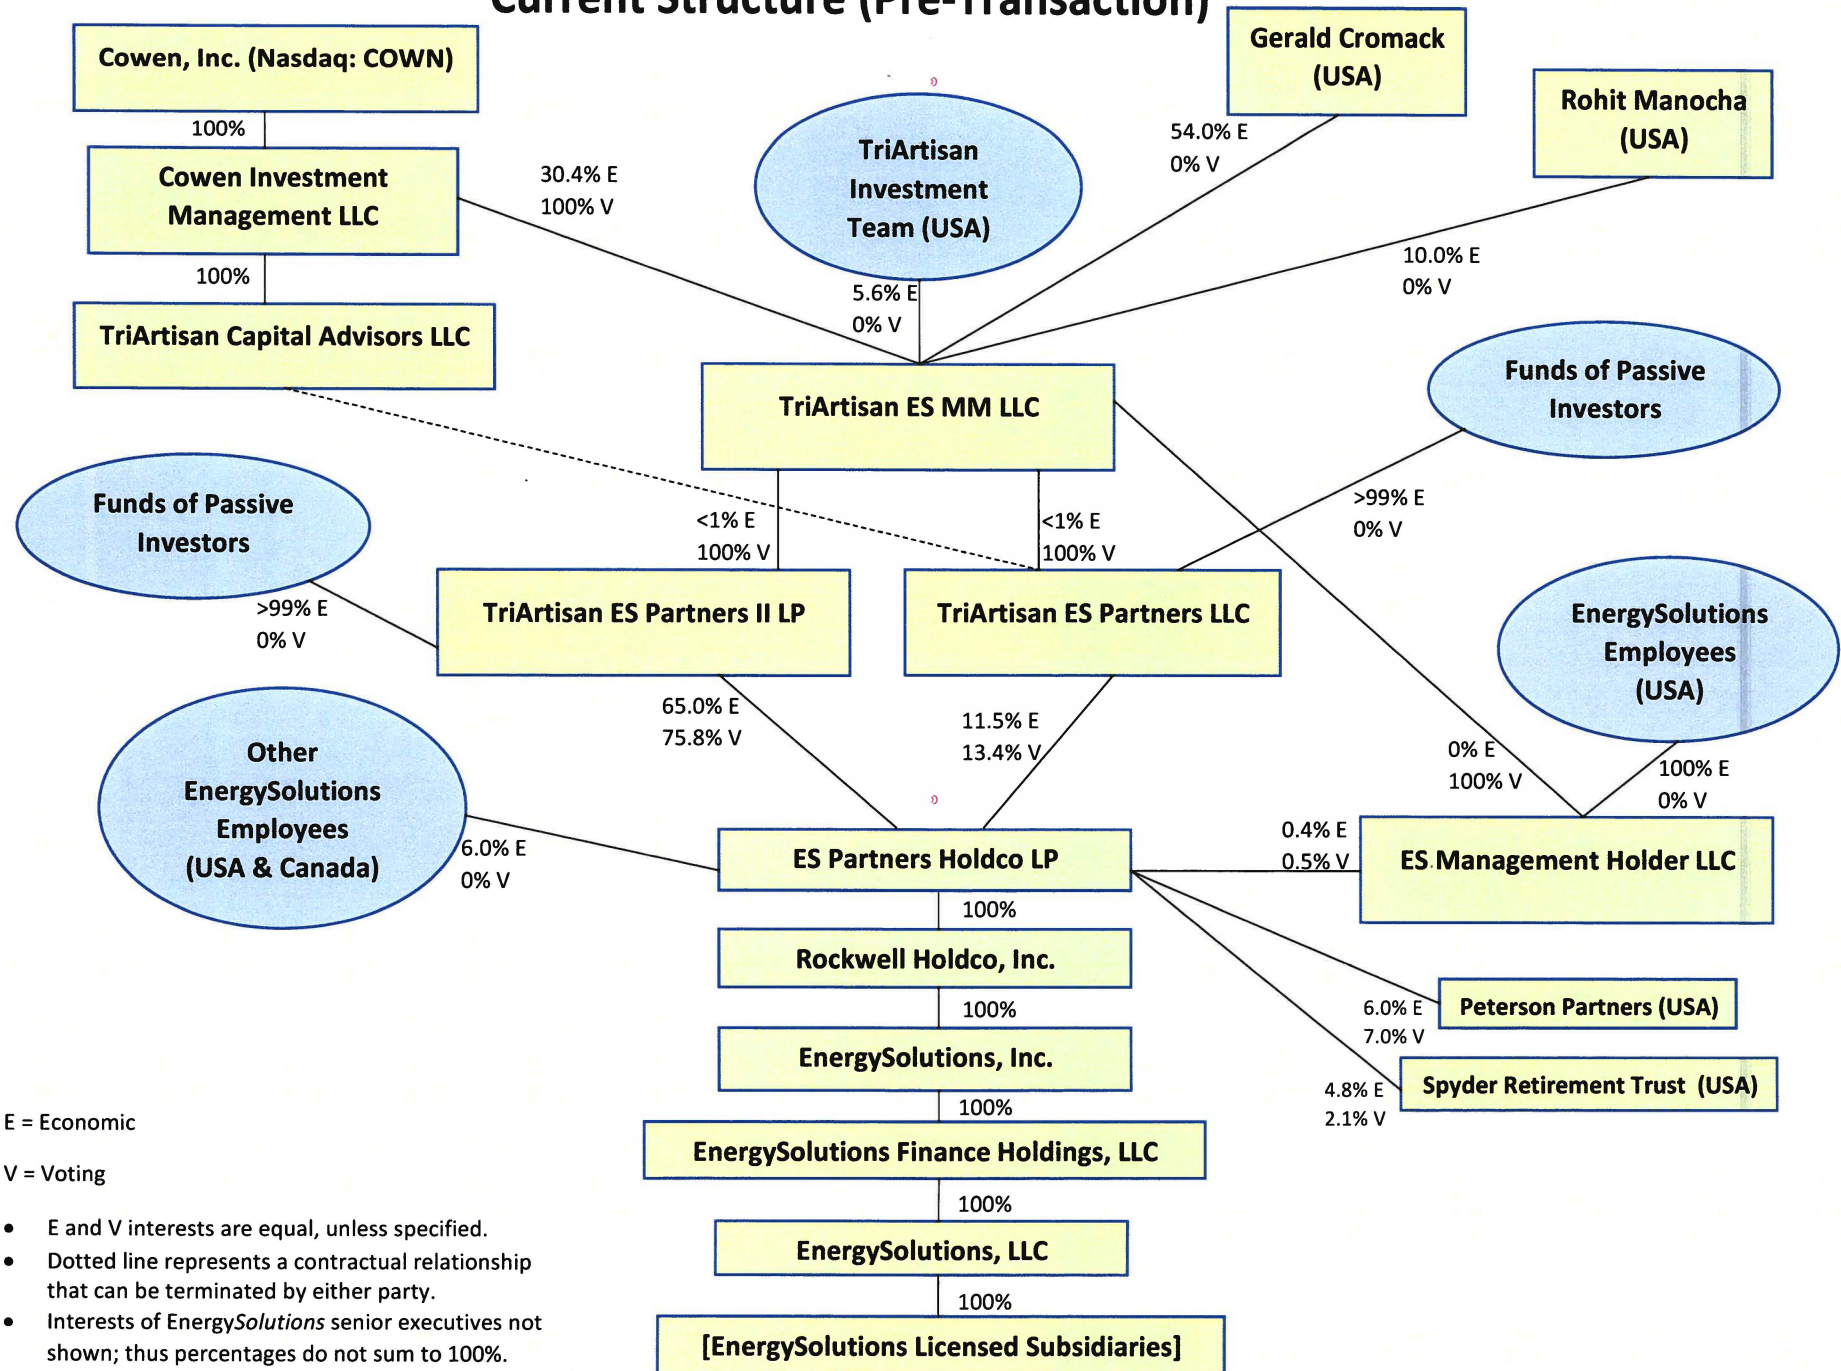 Current Structure (Pre-Transaction)
Cowen, Inc. (Nasdaq: COWN)
100%
Cowen Investment
Management LLC
100%
TriArtisan Capital Advisors LLC
30.4% E
100% V
TriArtisan
Investment
Team (USA)
5.6% E
0% V
Gerald Cromack
(USA)
54.0% E
0% V
Rohit Manocha
(USA)
10.0% E
0% V
TriArtisan ES MM LLC
Funds of Passive
Investors
>99% E
0% V
Funds of Passive
Investors
>99% E
0% V
<1% E
100% V
<1% E
100% V
TriArtisan ES Partners II LP
TriArtisan ES Partners LLC
EnergySolutions
Employees
(USA)
65.0% E
75.8% V
11.5% E
13.4% V
0% E
100% V
100% E
0% V
Other
EnergySolutions
Employees
(USA & Canada)
6.0% E
0% V
ES Partners Holdco LP
0.4% E
0.5% V
ES Management Holder LLC
100%
Rockwell Holdco, Inc.
6.0% E
7.0% V
Peterson Partners (USA)
100%
EnergySolutions, Inc.
4.8% E
2.1% V
Spyder Retirement Trust (USA)
100%
EnergySolutions Finance Holdings, LLC
100%
EnergySolutions, LLC
100%
[EnergySolutions Licensed Subsidiaries]
E = Economic
V = Voting
• E and V interests are equal, unless specified.
• Dotted line represents a contractual relationship
that can be terminated by either party.
• Interests of EnergySolutions senior executives not
shown; thus percentages do not sum to 100%.